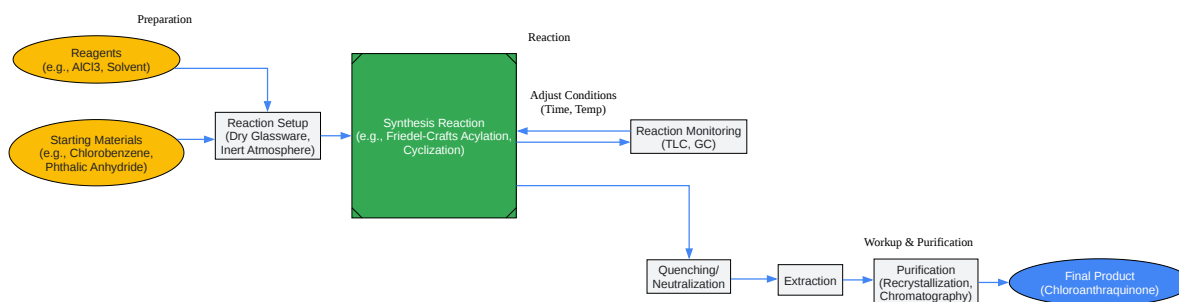 Preparation
Reagents
(e.g., AlCl3, Solvent)
Starting Materials
(e.g., Chlorobenzene,
Phthalic Anhydride)
Reaction Setup
(Dry Glassware,
Inert Atmosphere)
Reaction
Synthesis Reaction
(e.g., Friedel-Crafts Acylation,
Cyclization)
Adjust Conditions
(Time, Temp)
Reaction Monitoring
(TLC, GC)
Workup & Purification
Quenching/
Neutralization
Extraction
Purification
(Recrystallization,
Chromatography)
Final Product
(Chloroanthraquinone)